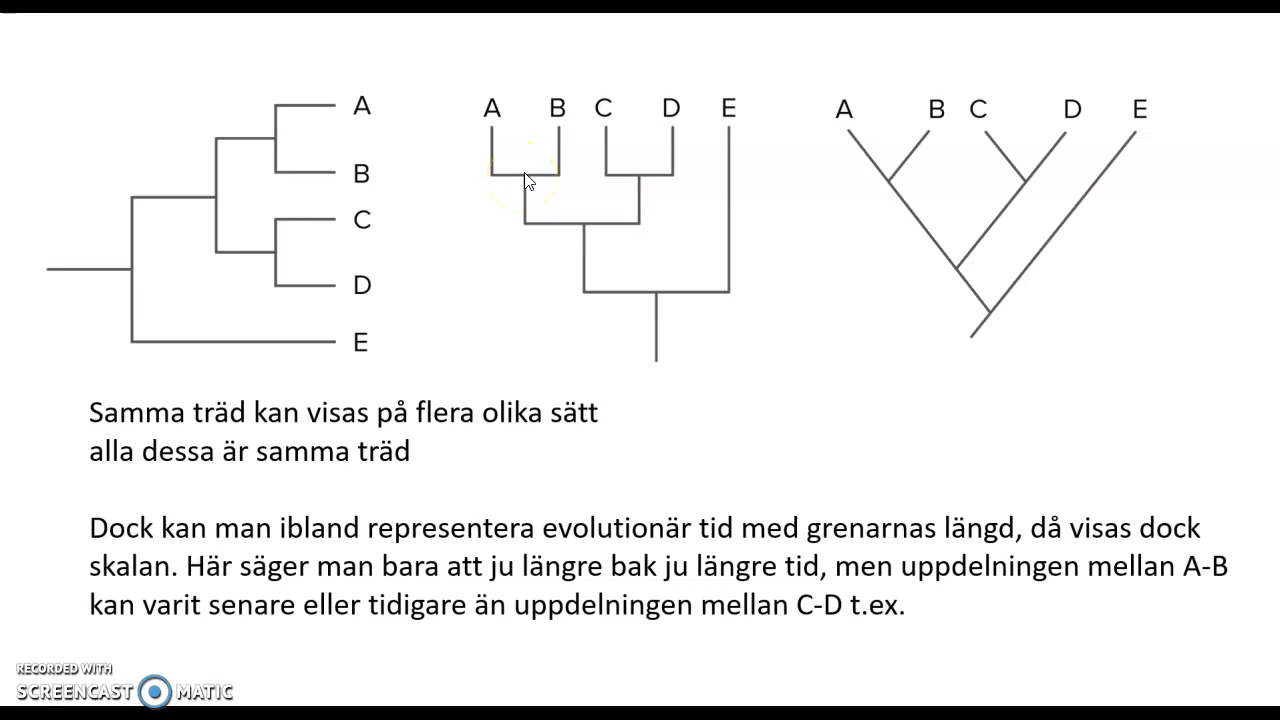 A
B
C
D
E
A B C D E
A B C D E
Samma träd kan visas på flera olika sätt
alla dessa är samma träd
Dock kan man ibland representera evolutionär tid med grenarnas längd, då visas dock
skalan. Här säger man bara att ju längre bak ju längre tid, men uppdelningen mellan A-B
kan varit senare eller tidigare än uppdelningen mellan C-D t.ex.
RECORDED WITH
SCREENCAST MATIC